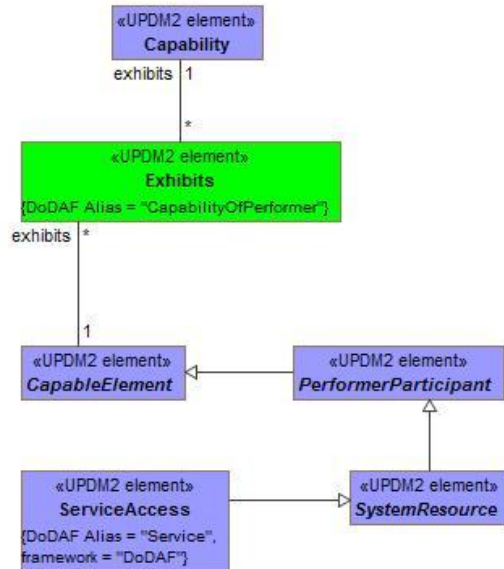 «UPDM2 element»
Capability
exhibits 1
*
«UPDM2 element»
Exhibits
{DoDAF Alias = "CapabilityOfPerformer"}
exhibits *
1
«UPDM2 element»
CapableElement
«UPDM2 element»
PerformerParticipant
«UPDM2 element»
ServiceAccess
{DoDAF Alias = "Service",
framework = "DoDAF"}
«UPDM2 element»
SystemResource